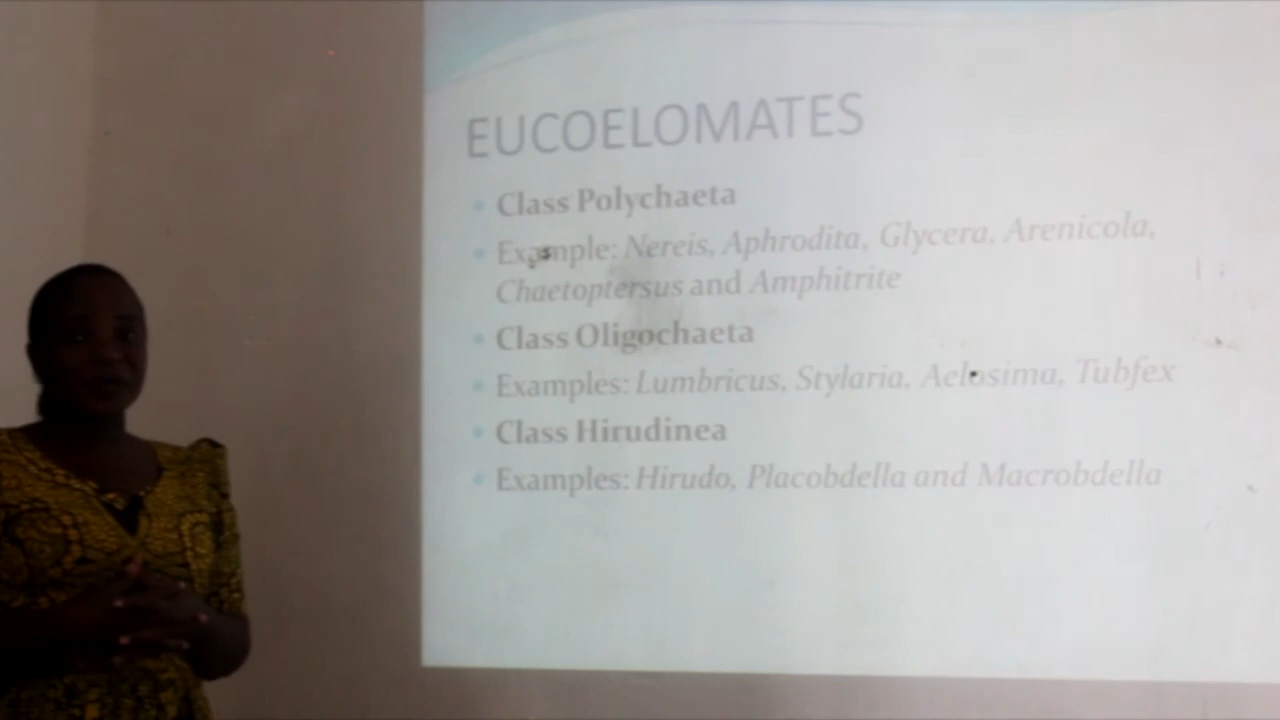 EUCOELOMATES
Class Polychaeta
Example: Nereis, Aphrodita, Glycera, Arenicola,
Chaetoptersus and Amphitrite
Class Oligochaeta
Examples: Lumbricus, Stylaria, Aelosima, Tubfex
Class Hirudinea
Examples: Hirudo, Placobdella and Macrobdella